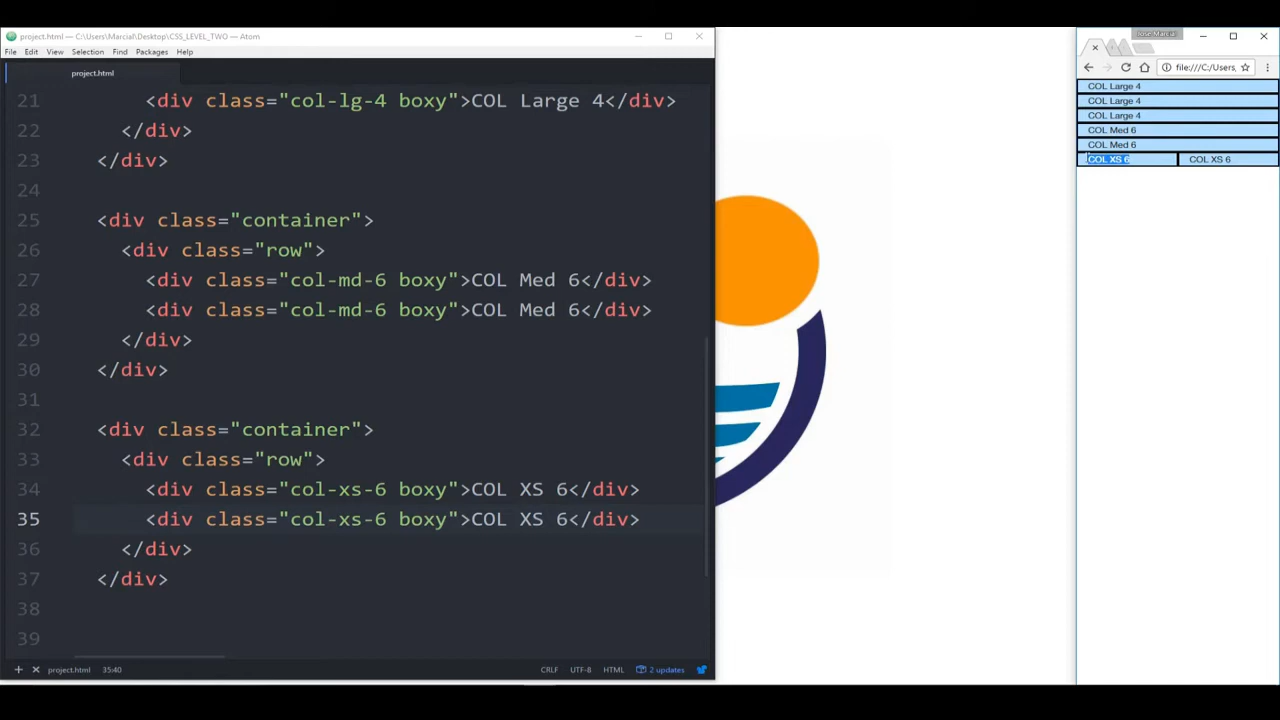 project.html — C:\Users\Marcial\Desktop\CSS_LEVEL_TWO — Atom
File Edit View Selection Find Packages Help
project.html
21 <div class="col-lg-4 boxy">COL Large 4</div>
22 </div>
23 </div>
24
25 <div class="container">
26 <div class="row">
27 <div class="col-md-6 boxy">COL Med 6</div>
28 <div class="col-md-6 boxy">COL Med 6</div>
29 </div>
30 </div>
31
32 <div class="container">
33 <div class="row">
34 <div class="col-xs-6 boxy">COL XS 6</div>
35 <div class="col-xs-6 boxy">COL XS 6</div>
36 </div>
37 </div>
38
39
project.html 35:40 CRLF UTF-8 HTML 2 updates
Jose Marcial
file:///C:/Users,
COL Large 4
COL Large 4
COL Large 4
COL Med 6
COL Med 6
COL XS 6 COL XS 6